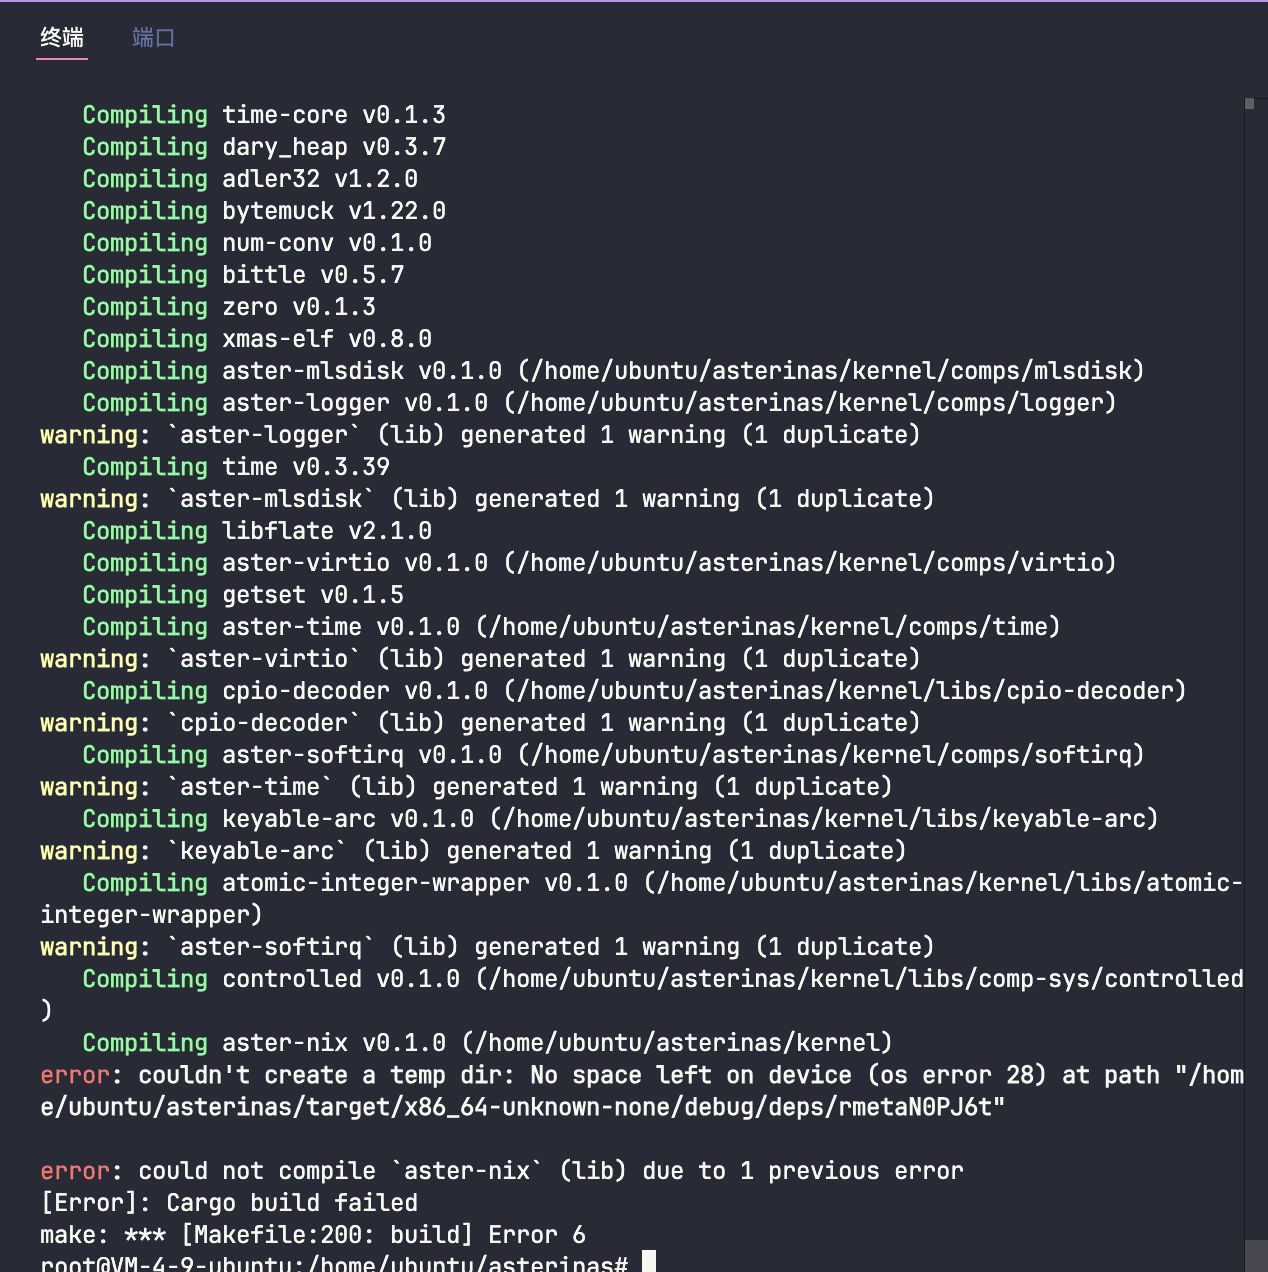 终端 端口
Compiling time-core v0.1.3
Compiling dary_heap v0.3.7
Compiling adler32 v1.2.0
Compiling bytemuck v1.22.0
Compiling num-conv v0.1.0
Compiling bittle v0.5.7
Compiling zero v0.1.3
Compiling xmas-elf v0.8.0
Compiling aster-mlsdisk v0.1.0 (/home/ubuntu/asterinas/kernel/comps/mlsdisk)
Compiling aster-logger v0.1.0 (/home/ubuntu/asterinas/kernel/comps/logger)
warning: `aster-logger` (lib) generated 1 warning (1 duplicate)
Compiling time v0.3.39
warning: `aster-mlsdisk` (lib) generated 1 warning (1 duplicate)
Compiling libflate v2.1.0
Compiling aster-virtio v0.1.0 (/home/ubuntu/asterinas/kernel/comps/virtio)
Compiling getset v0.1.5
Compiling aster-time v0.1.0 (/home/ubuntu/asterinas/kernel/comps/time)
warning: `aster-virtio` (lib) generated 1 warning (1 duplicate)
Compiling cpio-decoder v0.1.0 (/home/ubuntu/asterinas/kernel/libs/cpio-decoder)
warning: `cpio-decoder` (lib) generated 1 warning (1 duplicate)
Compiling aster-softirq v0.1.0 (/home/ubuntu/asterinas/kernel/comps/softirq)
warning: `aster-time` (lib) generated 1 warning (1 duplicate)
Compiling keyable-arc v0.1.0 (/home/ubuntu/asterinas/kernel/libs/keyable-arc)
warning: `keyable-arc` (lib) generated 1 warning (1 duplicate)
Compiling atomic-integer-wrapper v0.1.0 (/home/ubuntu/asterinas/kernel/libs/atomic-
integer-wrapper)
warning: `aster-softirq` (lib) generated 1 warning (1 duplicate)
Compiling controlled v0.1.0 (/home/ubuntu/asterinas/kernel/libs/comp-sys/controlled
)
Compiling aster-nix v0.1.0 (/home/ubuntu/asterinas/kernel)
error: couldn't create a temp dir: No space left on device (os error 28) at path "/hom
e/ubuntu/asterinas/target/x86_64-unknown-none/debug/deps/rmetaN0PJ6t"
error: could not compile `aster-nix` (lib) due to 1 previous error
[Error]: Cargo build failed
make: *** [Makefile:200: build] Error 6
root@VM-4-9-ubuntu:/home/ubuntu/asterinas#